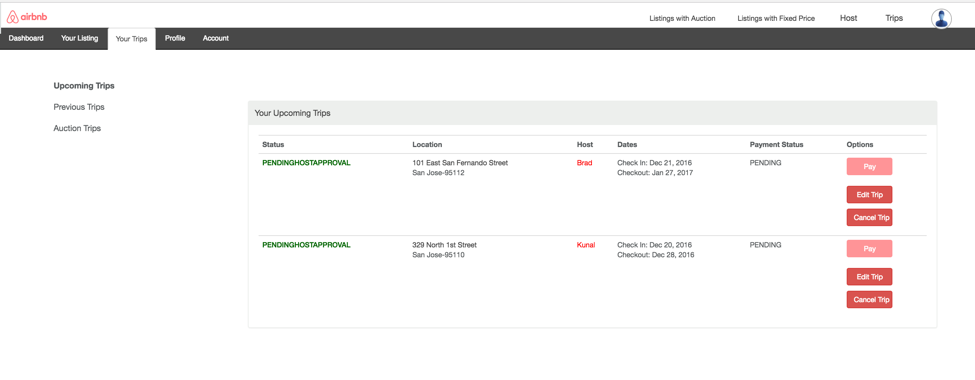 airbnb
Listings with Auction Listings with Fixed Price Host Trips
Dashboard Your Listing Your Trips Profile Account
Upcoming Trips
Previous Trips
Auction Trips
Your Upcoming Trips
Status Location Host Dates Payment Status Options
PENDINGHOSTAPPROVAL 101 East San Fernando Street Brad Check In: Dec 21, 2016 PENDING Pay
San Jose-95112 Checkout: Jan 27, 2017
Edit Trip
Cancel Trip
PENDINGHOSTAPPROVAL 329 North 1st Street Kunal Check In: Dec 20, 2016 PENDING Pay
San Jose-95110 Checkout: Dec 28, 2016
Edit Trip
Cancel Trip